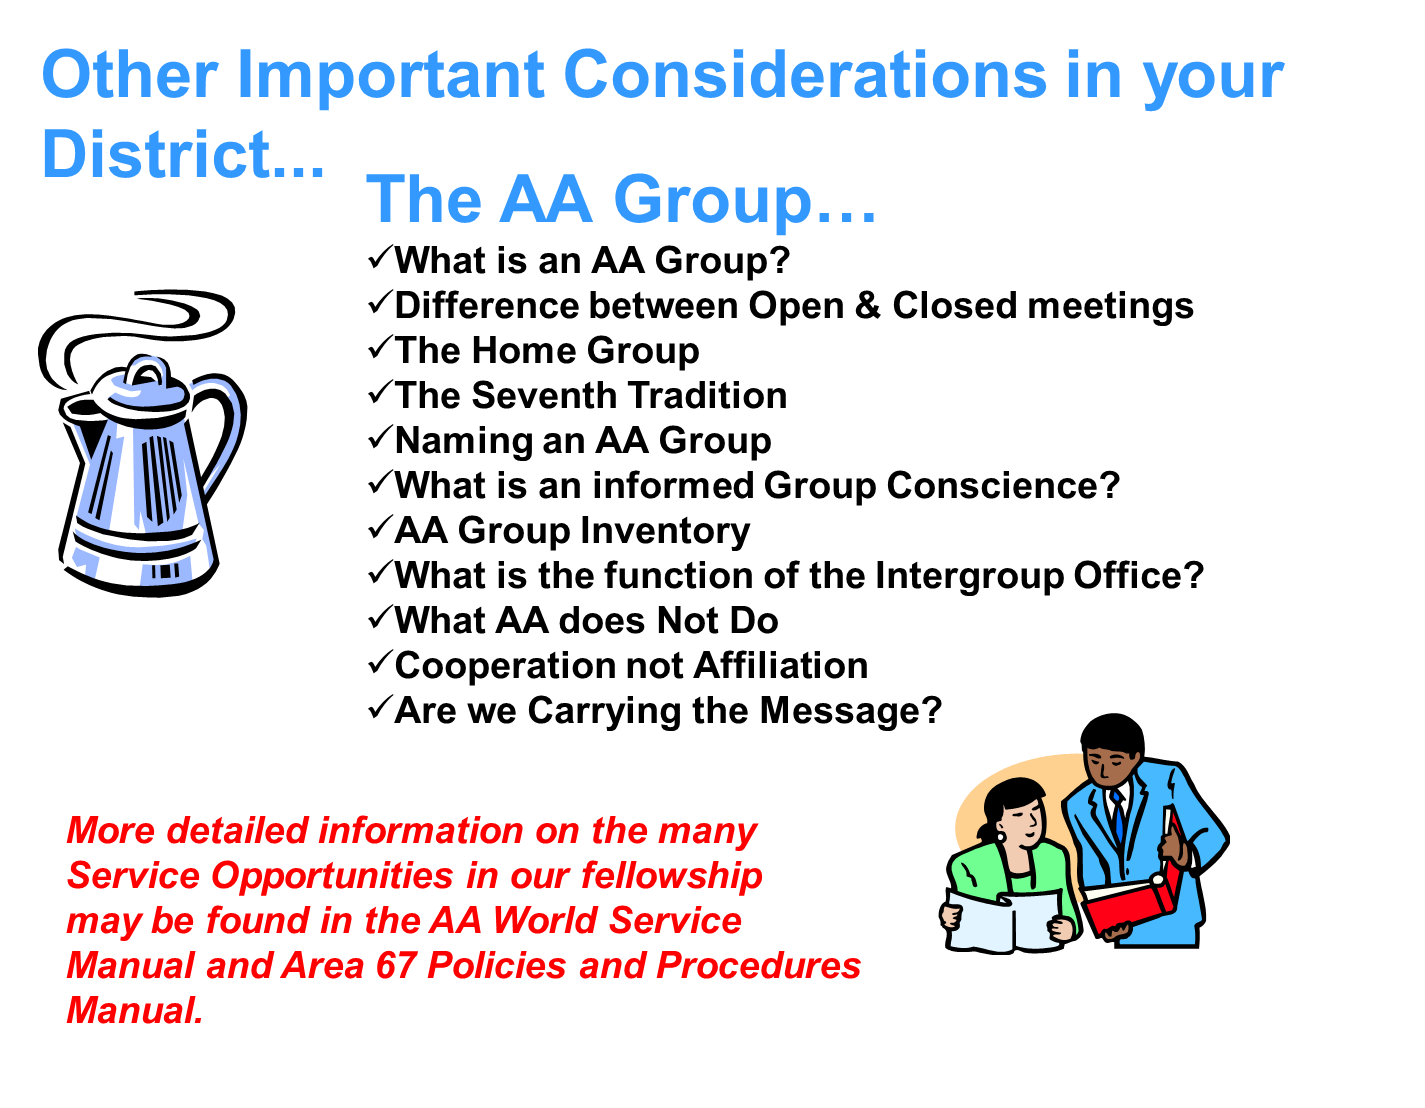 Other Important Considerations in your
District...
The AA Group…
✓What is an AA Group?
✓Difference between Open & Closed meetings
✓The Home Group
✓The Seventh Tradition
✓Naming an AA Group
✓What is an informed Group Conscience?
✓AA Group Inventory
✓What is the function of the Intergroup Office?
✓What AA does Not Do
✓Cooperation not Affiliation
✓Are we Carrying the Message?
More detailed information on the many
Service Opportunities in our fellowship
may be found in the AA World Service
Manual and Area 67 Policies and Procedures
Manual.